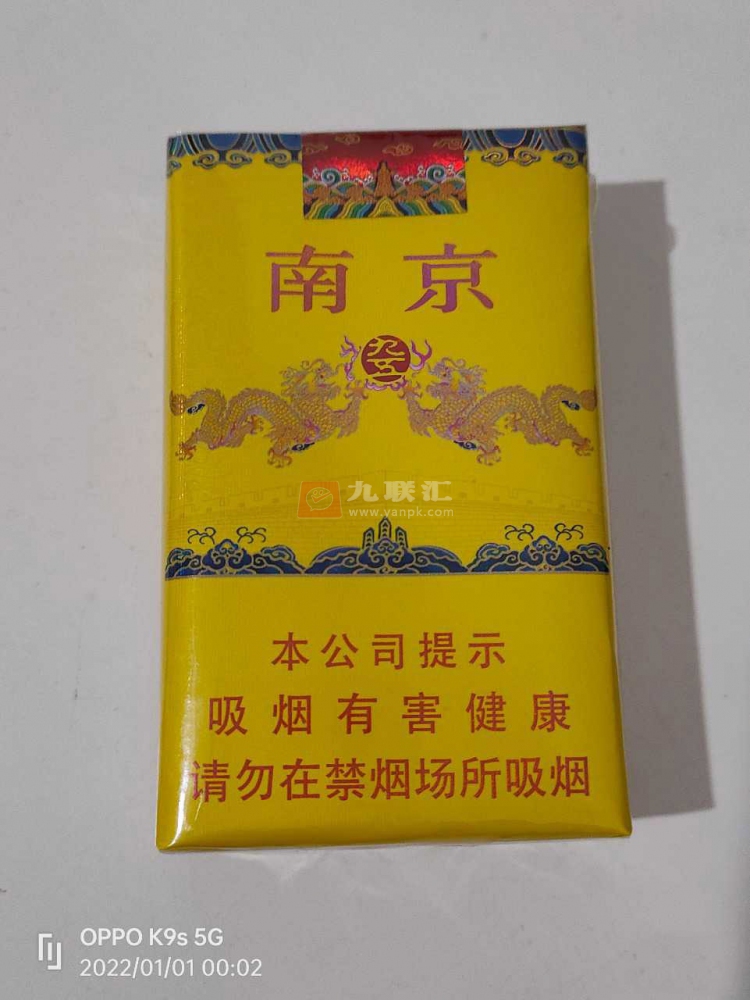 南京
九联汇
www.vanpk.com
本公司提示
吸烟有害健康
请勿在禁烟场所吸烟
OPPO K9s 5G
2022/01/01 00:02